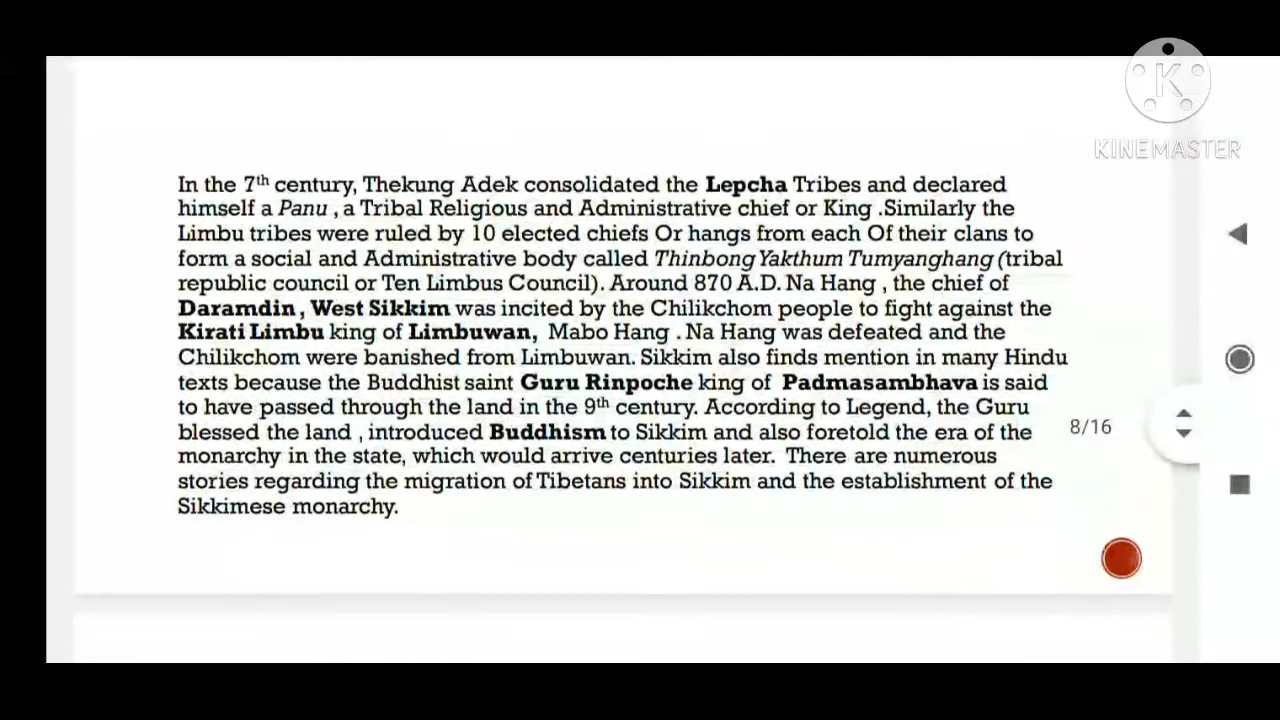 KINEMASTER
In the 7th century, Thekung Adek consolidated the Lepcha Tribes and declared
himself a Panu , a Tribal Religious and Administrative chief or King .Similarly the
Limbu tribes were ruled by 10 elected chiefs Or hangs from each Of their clans to
form a social and Administrative body called Thinbong Yakthum Tumyanghang (tribal
republic council or Ten Limbus Council). Around 870 A.D. Na Hang , the chief of
Daramdin, West Sikkim was incited by the Chilikchom people to fight against the
Kirati Limbu king of Limbuwan, Mabo Hang . Na Hang was defeated and the
Chilikchom were banished from Limbuwan. Sikkim also finds mention in many Hindu
texts because the Buddhist saint Guru Rinpoche king of Padmasambhava is said
to have passed through the land in the 9th century. According to Legend, the Guru
blessed the land , introduced Buddhism to Sikkim and also foretold the era of the
monarchy in the state, which would arrive centuries later. There are numerous
stories regarding the migration of Tibetans into Sikkim and the establishment of the
Sikkimese monarchy.
8/16